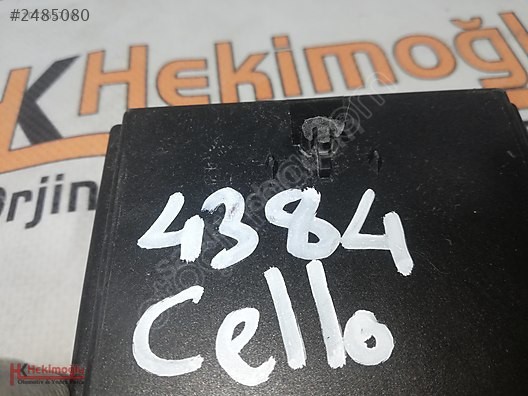 #2485080
Hekimoğl
Orjin
4384
Cello
Hekimoğlu